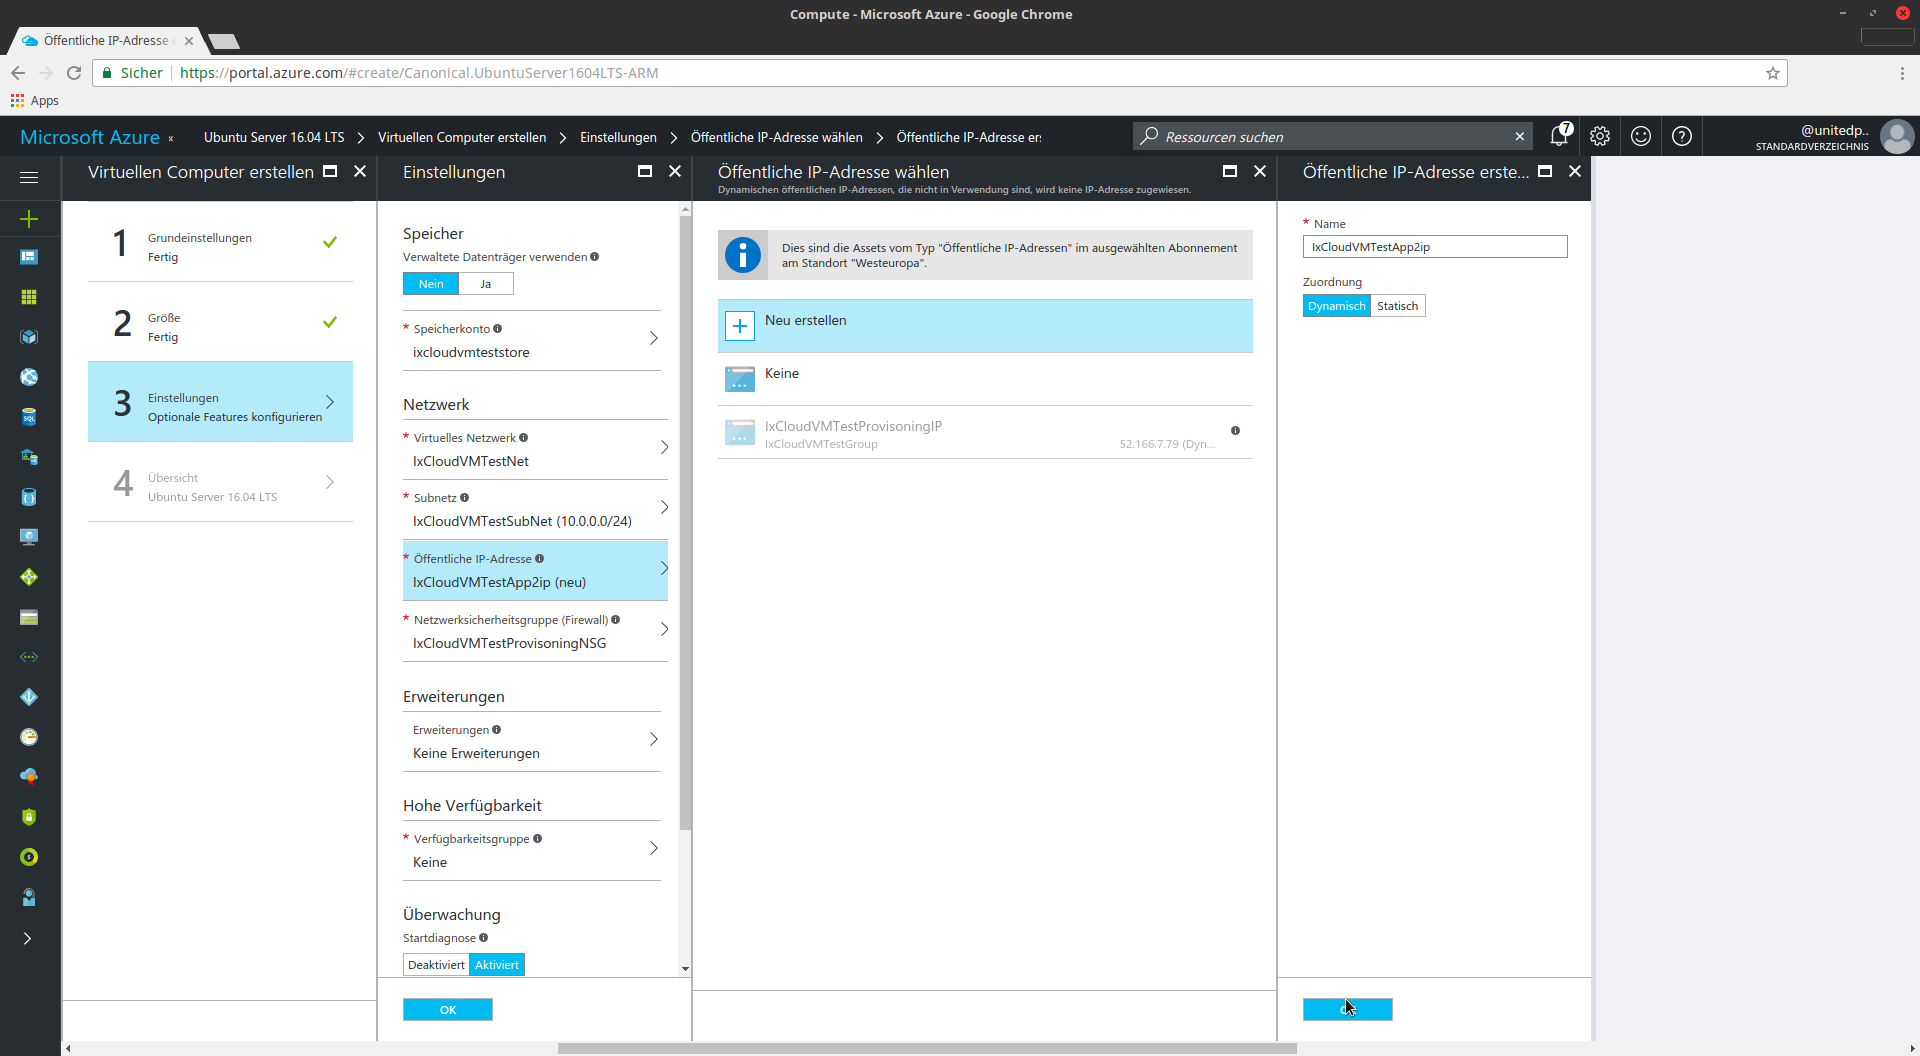 Compute - Microsoft Azure - Google Chrome
Öffentliche IP-Adresse
Sicher
https://portal.azure.com/#create/Canonical.UbuntuServer1604LTS-ARM
Apps
Microsoft Azure
Ubuntu Server 16.04 LTS
Virtuellen Computer erstellen
Einstellungen
Öffentliche IP-Adresse wählen
Öffentliche IP-Adresse ers
Ressourcen suchen
7
@unitedp..
STANDARDVERZEICHNIS
Virtuellen Computer erstellen
1
Grundeinstellungen
Fertig
2
Größe
Fertig
3
Einstellungen
Optionale Features konfigurieren
4
Übersicht
Ubuntu Server 16.04 LTS
Einstellungen
Speicher
Verwaltete Datenträger verwenden
Nein
Ja
* Speicherkonto
ixcloudvmteststore
Netzwerk
* Virtuelles Netzwerk
IxCloudVMTestNet
* Subnetz
IxCloudVMTestSubNet (10.0.0.0/24)
* Öffentliche IP-Adresse
IxCloudVMTestApp2ip (neu)
* Netzwerksicherheitsgruppe (Firewall)
IxCloudVMTestProvisoningNSG
Erweiterungen
Erweiterungen
Keine Erweiterungen
Hohe Verfügbarkeit
* Verfügbarkeitsgruppe
Keine
Überwachung
Startdiagnose
Deaktiviert
Aktiviert
OK
Öffentliche IP-Adresse wählen
Dynamischen öffentlichen IP-Adressen, die nicht in Verwendung sind, wird keine IP-Adresse zugewiesen.
Dies sind die Assets vom Typ "Öffentliche IP-Adressen" im ausgewählten Abonnement
am Standort "Westeuropa".
Neu erstellen
Keine
IxCloudVMTestProvisoningIP
IxCloudVMTestGroup
52.166.7.79 (Dyn...
Öffentliche IP-Adresse erste...
* Name
IxCloudVMTestApp2ip
Zuordnung
Dynamisch
Statisch